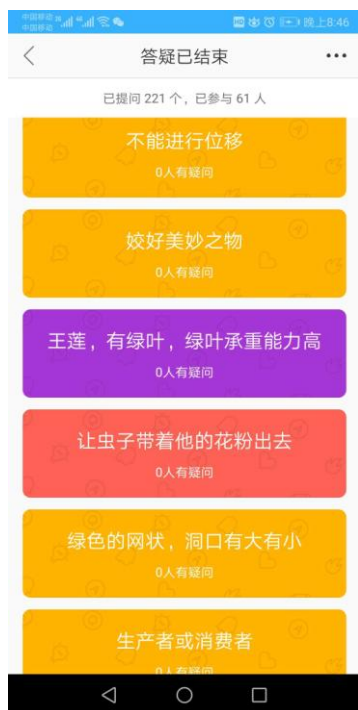 中国移动
中国移动
晚上8:46
答疑已结束
已提问 221 个，已参与 61 人
不能进行位移
0人有疑问
姣好美妙之物
0人有疑问
王莲，有绿叶，绿叶承重能力高
0人有疑问
让虫子带着他的花粉出去
0人有疑问
绿色的网状，洞口有大有小
0人有疑问
生产者或消费者
0人有疑问